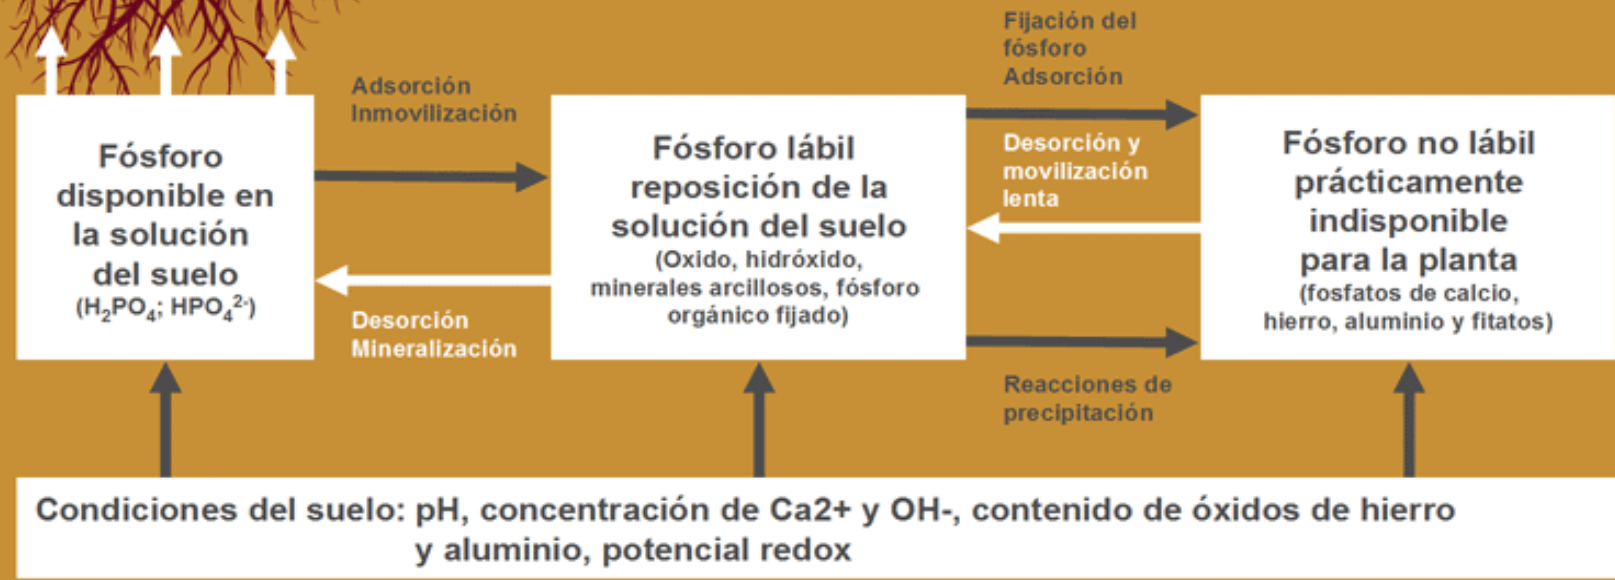 Fijación del
fósforo
Adsorción
Adsorción
Inmovilización
Fósforo
disponible en
la solución
del suelo
(H₂PO₄; HPO₄²⁻)
Fósforo lábil
reposición de la
solución del suelo
(Oxido, hidróxido,
minerales arcillosos, fósforo
orgánico fijado)
Desorción y
movilización
lenta
Fósforo no lábil
prácticamente
indisponible
para la planta
(fosfatos de calcio,
hierro, aluminio y fitatos)
Desorción
Mineralización
Reacciones de
precipitación
Condiciones del suelo: pH, concentración de Ca2+ y OH-, contenido de óxidos de hierro
y aluminio, potencial redox